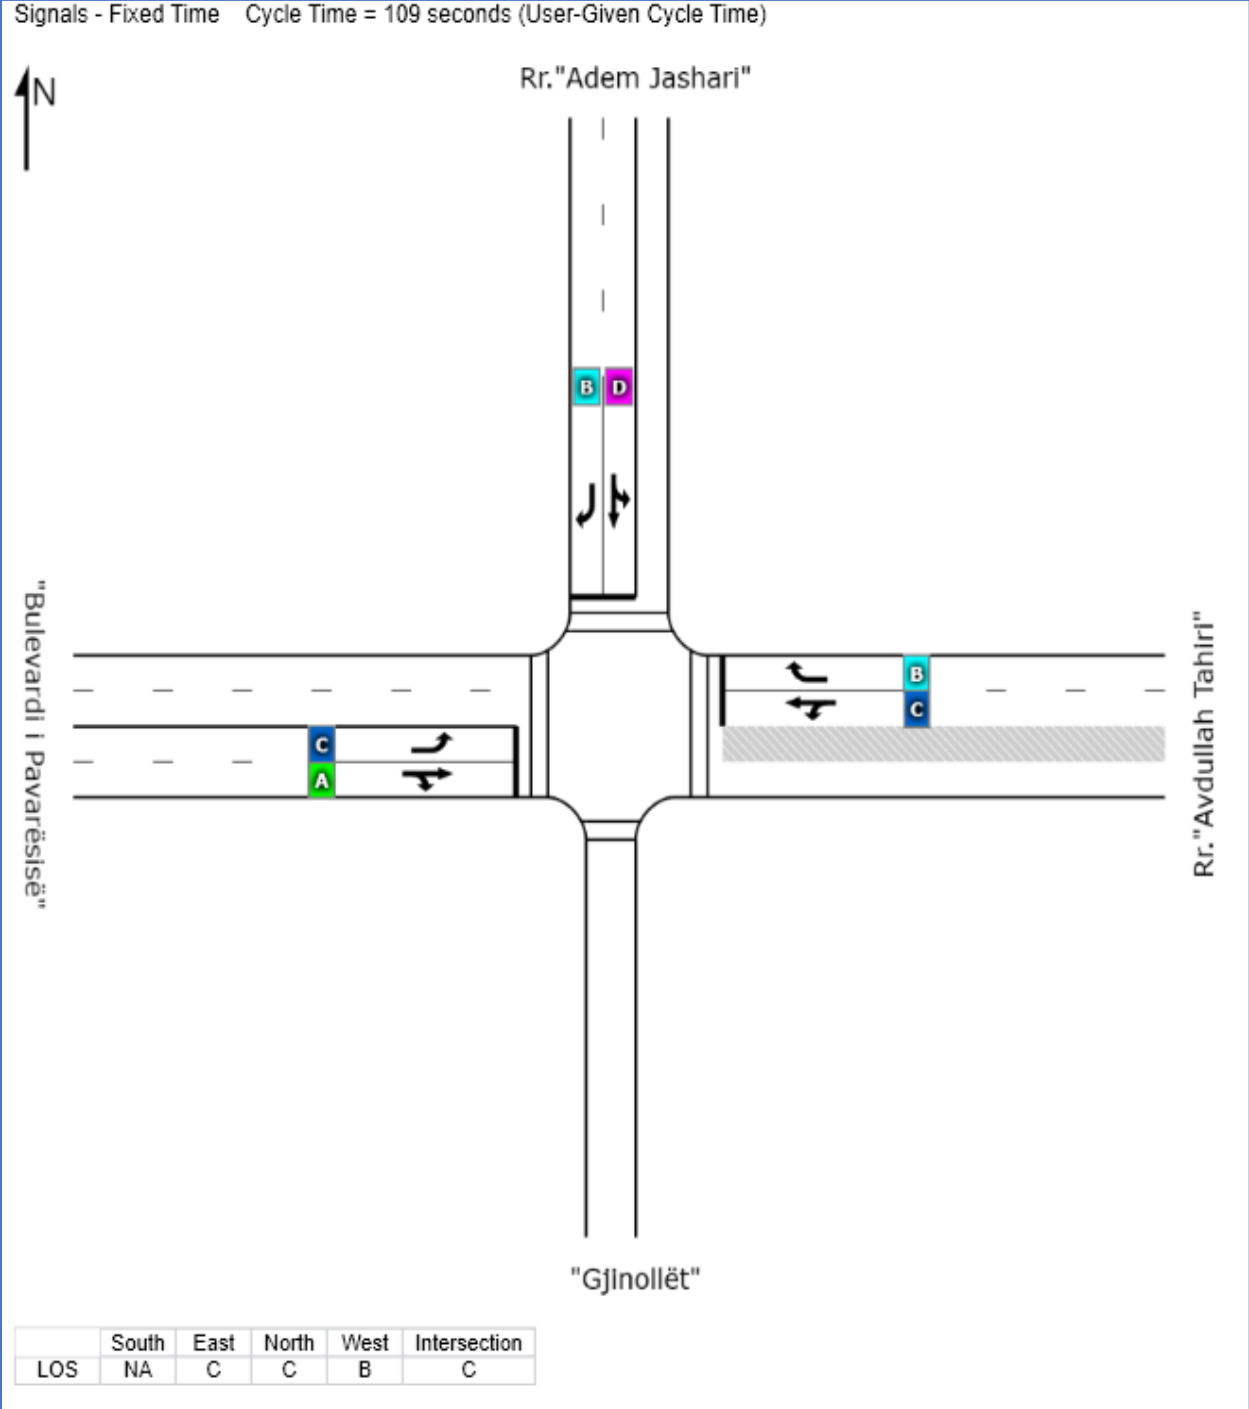 Signals - Fixed Time    Cycle Time = 109 seconds (User-Given Cycle Time)
N
Rr."Adem Jashari"
B D
"Bulevardi i Pavarësisë"
B
C
C
A
Rr."Avdullah Tahiri"
"Gjinollët"
South East North West Intersection
LOS NA C C B C